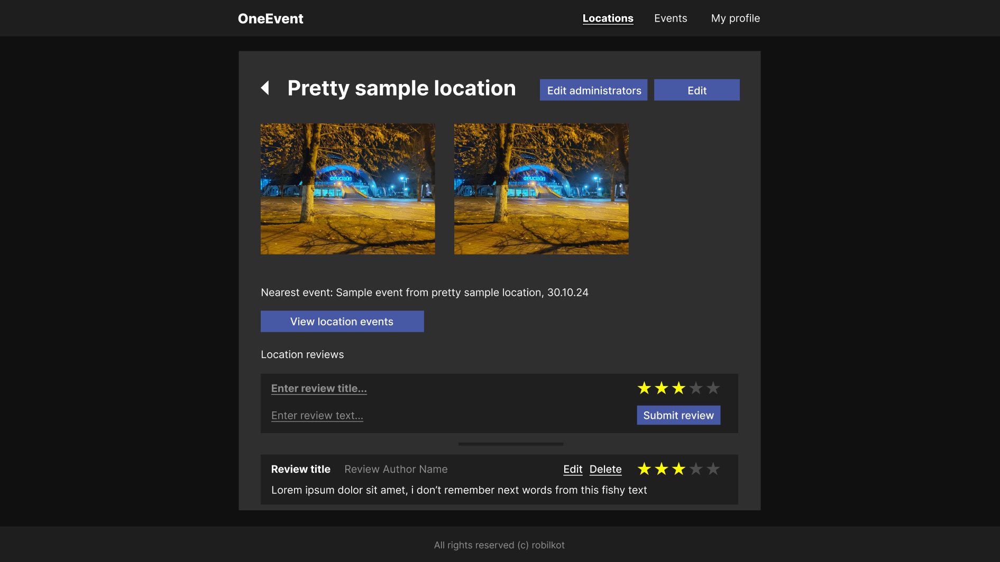 OneEvent
Locations Events My profile
Pretty sample location
Edit administrators Edit
ФРИСТАЙЛ ФРИСТАЙЛ
Nearest event: Sample event from pretty sample location, 30.10.24
View location events
Location reviews
Enter review title...
Enter review text...
Submit review
Review title Review Author Name Edit Delete
Lorem ipsum dolor sit amet, i don’t remember next words from this fishy text
All rights reserved (c) robilkot